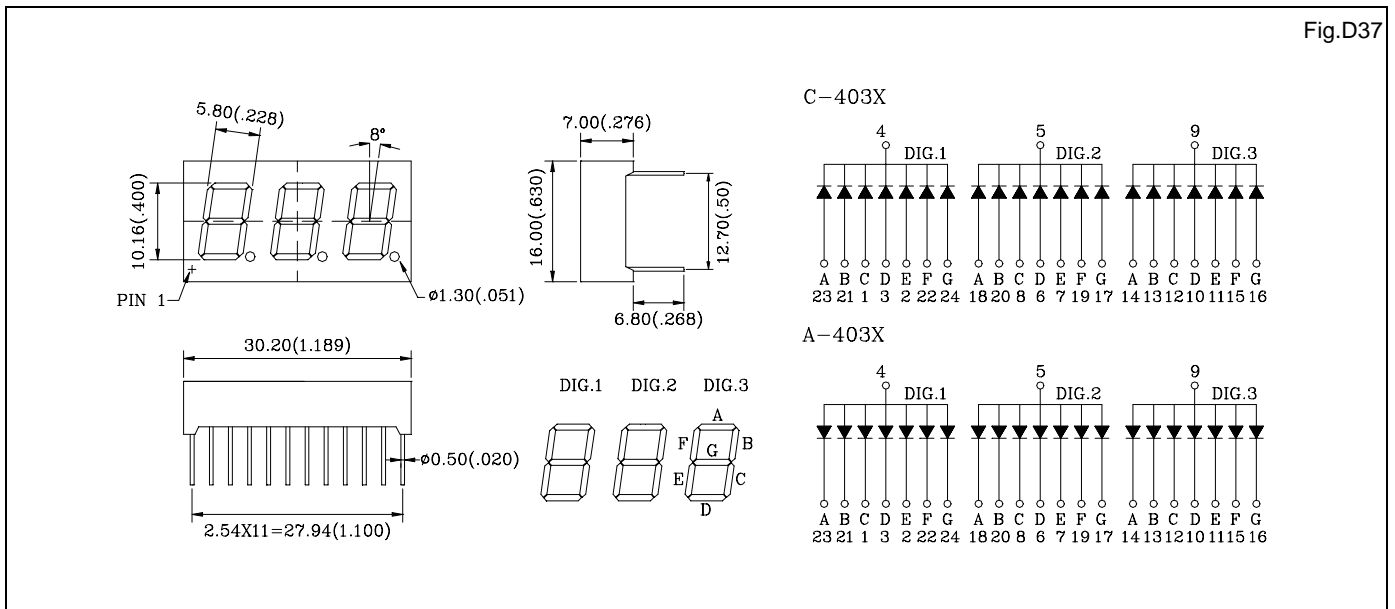 Fig.D37
5.80(.228)
8°
10.16(.400)
PIN 1
ø1.30(.051)
7.00(.276)
16.00(.630)
12.70(.50)
6.80(.268)
30.20(1.189)
ø0.50(.020)
2.54X11=27.94(1.100)
DIG.1 DIG.2 DIG.3
A
F B
G
E C
D
C-403X
4 5 9
DIG.1 DIG.2 DIG.3
A B C D E F G A B C D E F G A B C D E F G
23 21 1 3 2 22 24 18 20 8 6 7 19 17 14 13 12 10 11 15 16
A-403X
4 5 9
DIG.1 DIG.2 DIG.3
A B C D E F G A B C D E F G A B C D E F G
23 21 1 3 2 22 24 18 20 8 6 7 19 17 14 13 12 10 11 15 16